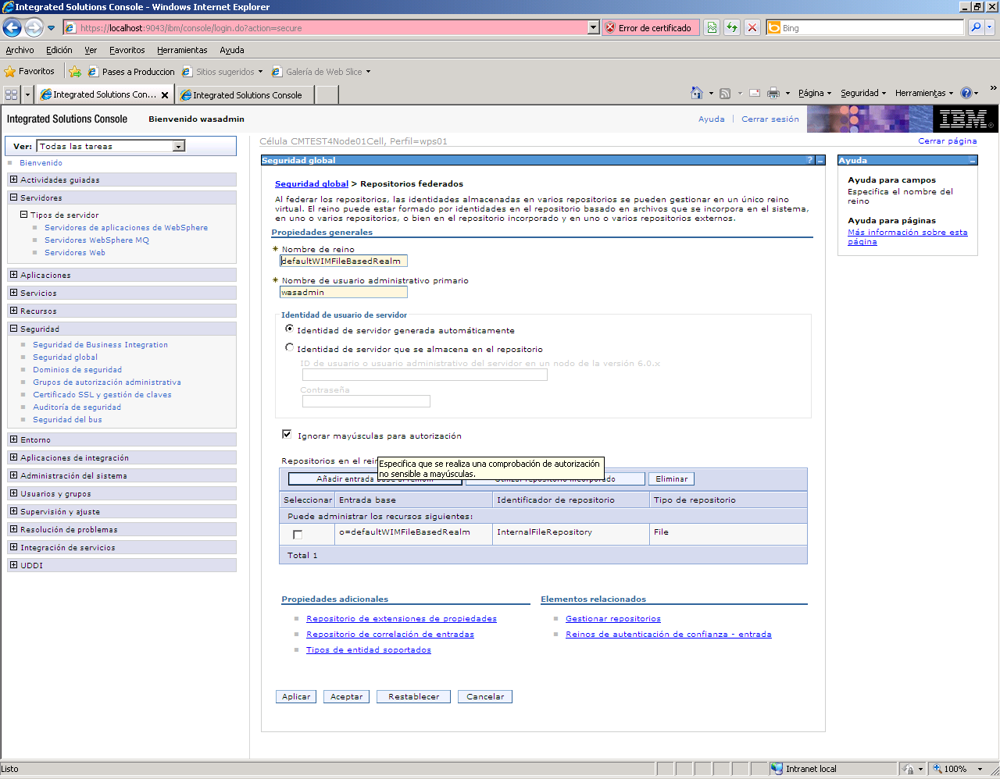 Integrated Solutions Console - Windows Internet Explorer
https://localhost:9043/ibm/console/login.do?action=secure
Error de certificado
Bing
Archivo Edición Ver Favoritos Herramientas Ayuda
Favoritos Pases a Produccion Sitios sugeridos Galería de Web Slice
Integrated Solutions Con... Integrated Solutions Console Página Seguridad Herramientas
Integrated Solutions Console Bienvenido wasadmin Ayuda | Cerrar sesión IBM
Ver: Todas las tareas
Bienvenido
Actividades guiadas
Servidores
Tipos de servidor
Servidores de aplicaciones de WebSphere
Servidores WebSphere MQ
Servidores Web
Aplicaciones
Servicios
Recursos
Seguridad
Seguridad de Business Integration
Seguridad global
Dominios de seguridad
Grupos de autorización administrativa
Certificado SSL y gestión de claves
Auditoría de seguridad
Seguridad del bus
Entorno
Aplicaciones de integración
Administración del sistema
Usuarios y grupos
Supervisión y ajuste
Resolución de problemas
Integración de servicios
UDDI
Célula CMTEST4Node01Cell, Perfil=wps01
Cerrar página
Seguridad global ?
Seguridad global > Repositorios federados
Al federar los repositorios, las identidades almacenadas en varios repositorios se pueden gestionar en un único reino
virtual. El reino puede estar formado por identidades en el repositorio basado en archivos que se incorpora en el sistema,
en uno o varios repositorios, o bien en el repositorio incorporado y en uno o varios repositorios externos.
Propiedades generales
* Nombre de reino
defaultWIMFileBasedRealm
* Nombre de usuario administrativo primario
wasadmin
Identidad de usuario de servidor
Identidad de servidor generada automáticamente
Identidad de servidor que se almacena en el repositorio
ID de usuario o usuario administrativo del servidor en un nodo de la versión 6.0.x
Contraseña
Ignorar mayúsculas para autorización
Repositorios en el
Especifica que se realiza una comprobación de autorización
no sensible a mayúsculas.
Añadir entrada Eliminar
Seleccionar Entrada base Identificador de repositorio Tipo de repositorio
Puede administrar los recursos siguientes:
o=defaultWIMFileBasedRealm InternalFileRepository File
Total 1
Propiedades adicionales
Repositorio de extensiones de propiedades
Repositorio de correlación de entradas
Tipos de entidad soportados
Elementos relacionados
Gestionar repositorios
Reinos de autenticación de confianza - entrada
Aplicar Aceptar Restablecer Cancelar
Ayuda
Ayuda para campos
Especifica el nombre del
reino
Ayuda para páginas
Más información sobre esta
página
Listo Intranet local 100%